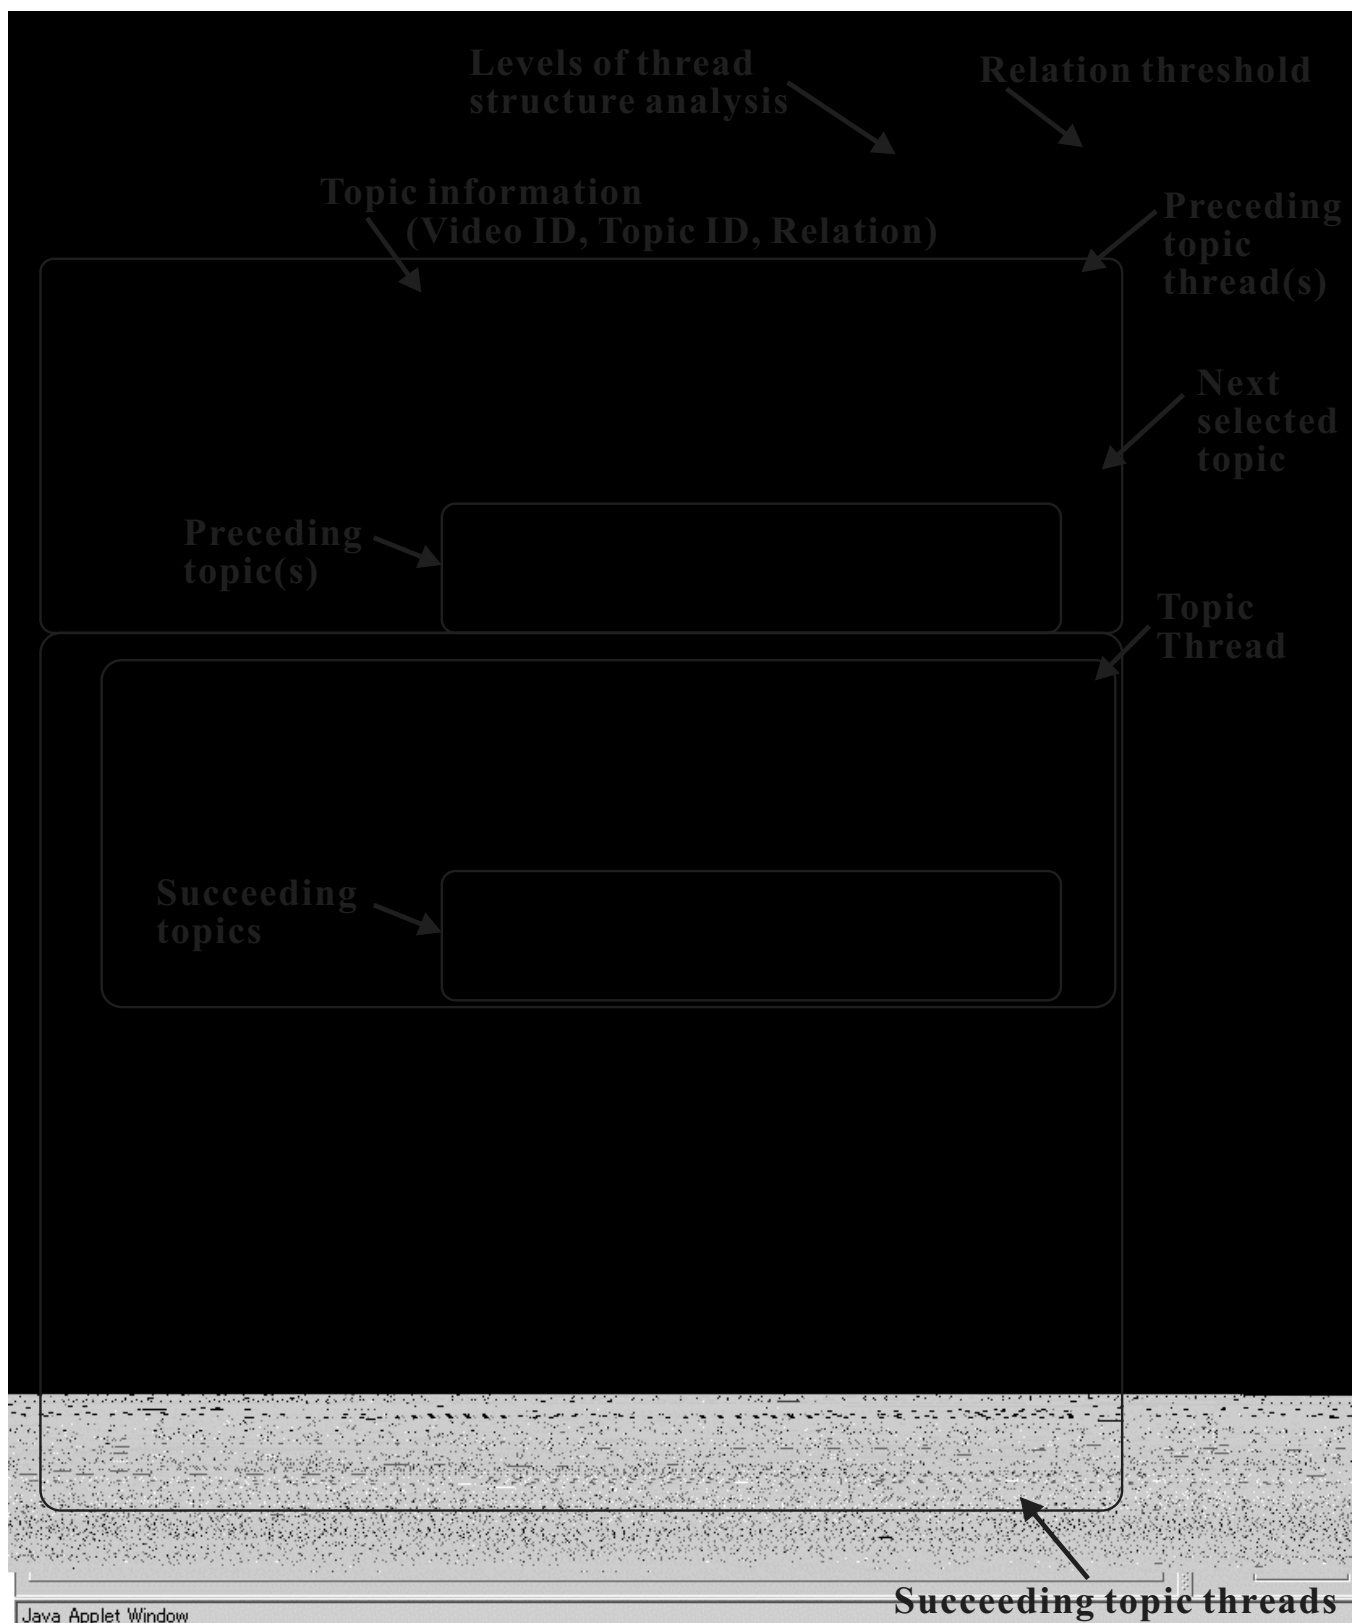 Levels of thread
structure analysis
Relation threshold
Topic information
(Video ID, Topic ID, Relation)
Preceding
topic
thread(s)
Next
selected
topic
Preceding
topic(s)
Topic
Thread
Succeeding
topics
Succeeding topic threads
Java Applet Window